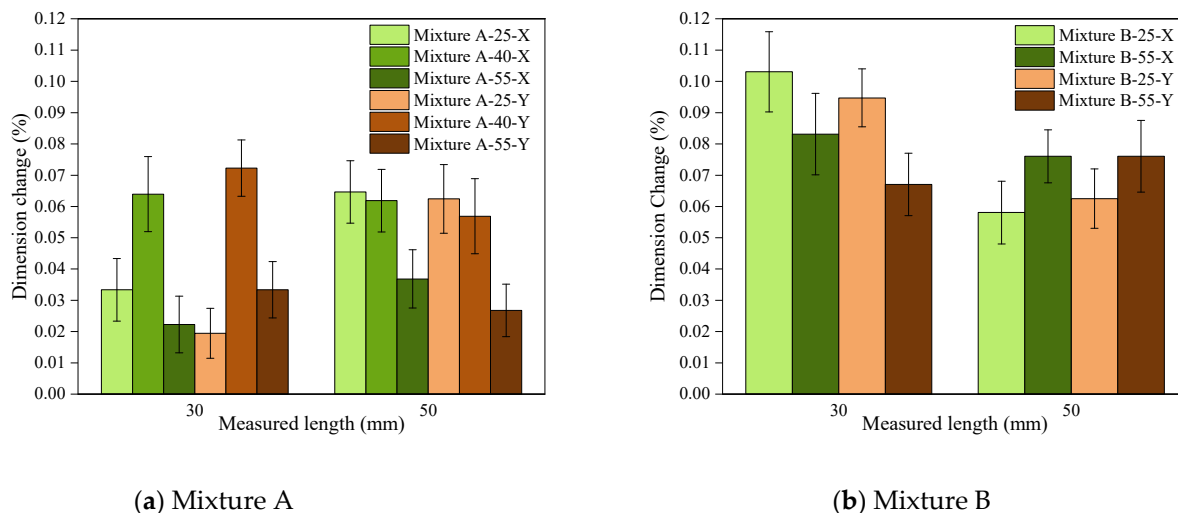 0.12
0.11
0.10
0.09
0.08
0.07
0.06
0.05
0.04
0.03
0.02
0.01
0.00
Dimension change (%)
Mixture A-25-X
Mixture A-40-X
Mixture A-55-X
Mixture A-25-Y
Mixture A-40-Y
Mixture A-55-Y
30
50
Measured length (mm)
(a) Mixture A
0.12
0.11
0.10
0.09
0.08
0.07
0.06
0.05
0.04
0.03
0.02
0.01
0.00
Dimension Change (%)
Mixture B-25-X
Mixture B-55-X
Mixture B-25-Y
Mixture B-55-Y
30
50
Measured length (mm)
(b) Mixture B